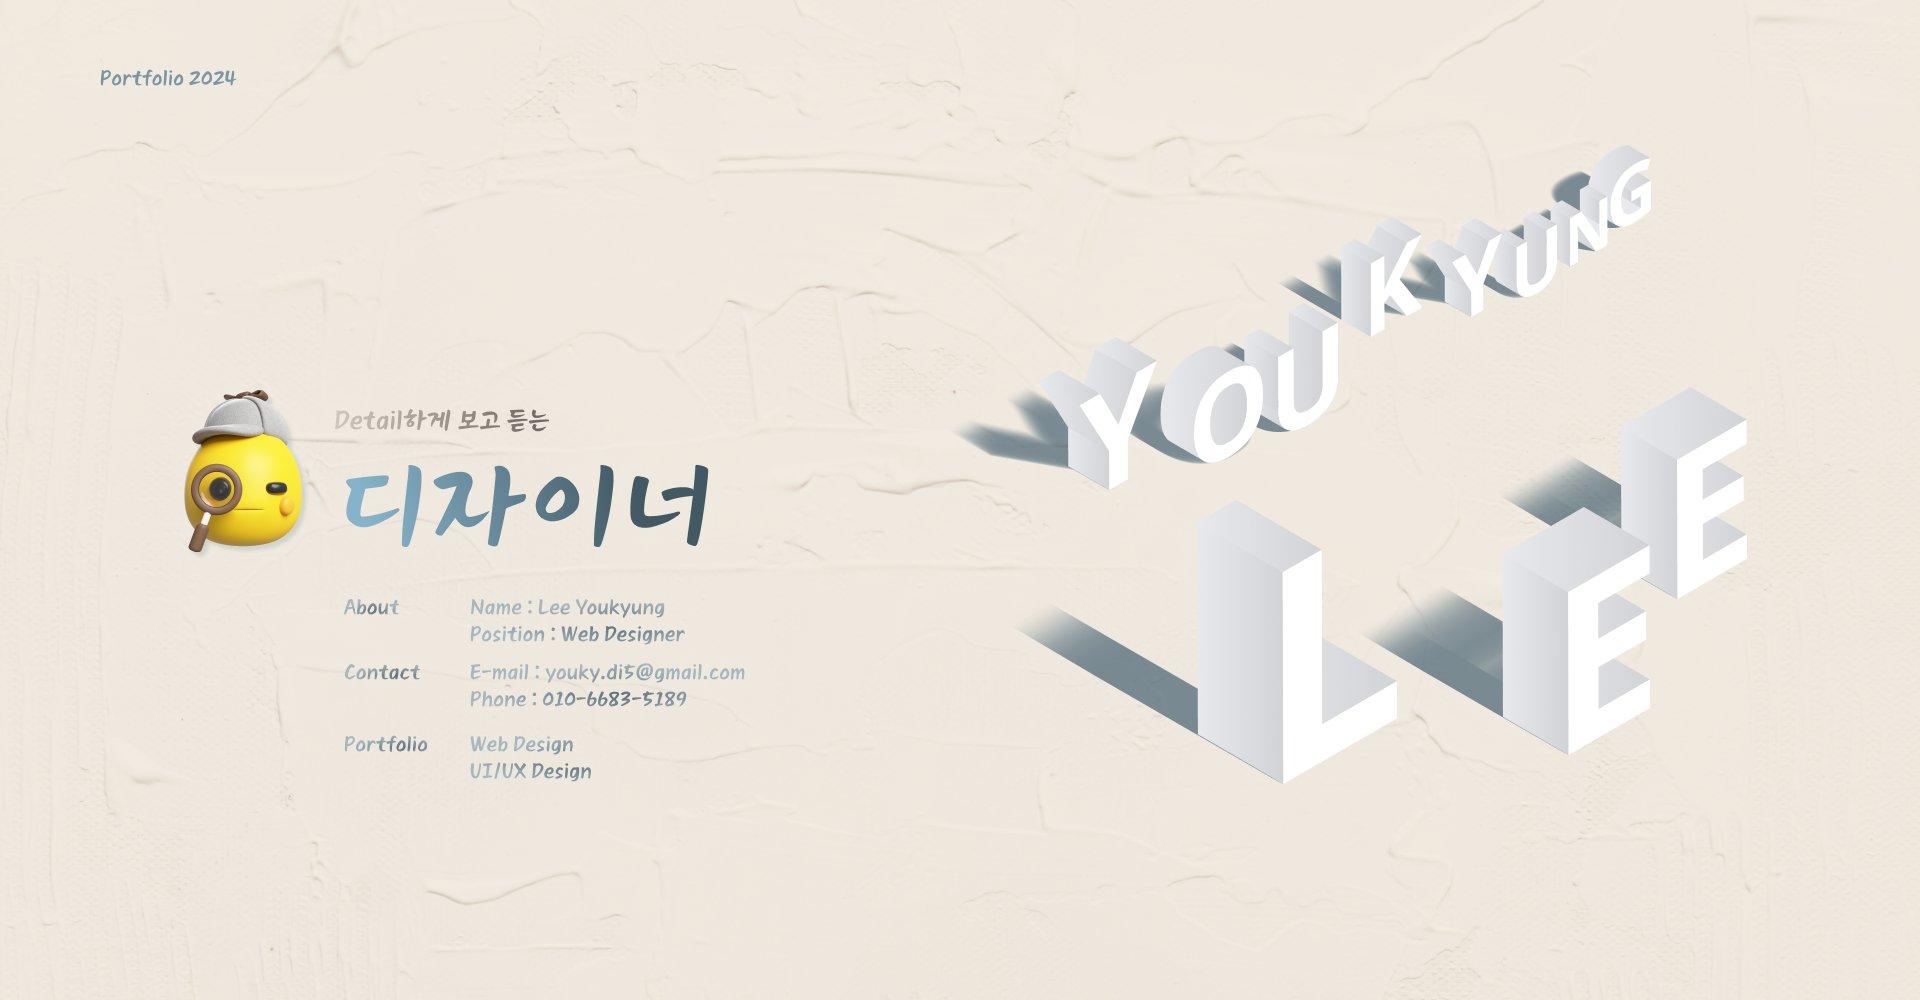 Portfolio 2024
Detail하게 보고 듣는
디자이너
About
Name : Lee Youkyung
Position : Web Designer
Contact
E-mail : youky.di5@gmail.com
Phone : 010-6683-5189
Portfolio
Web Design
UI/UX Design
YOUKYUNG
LEE